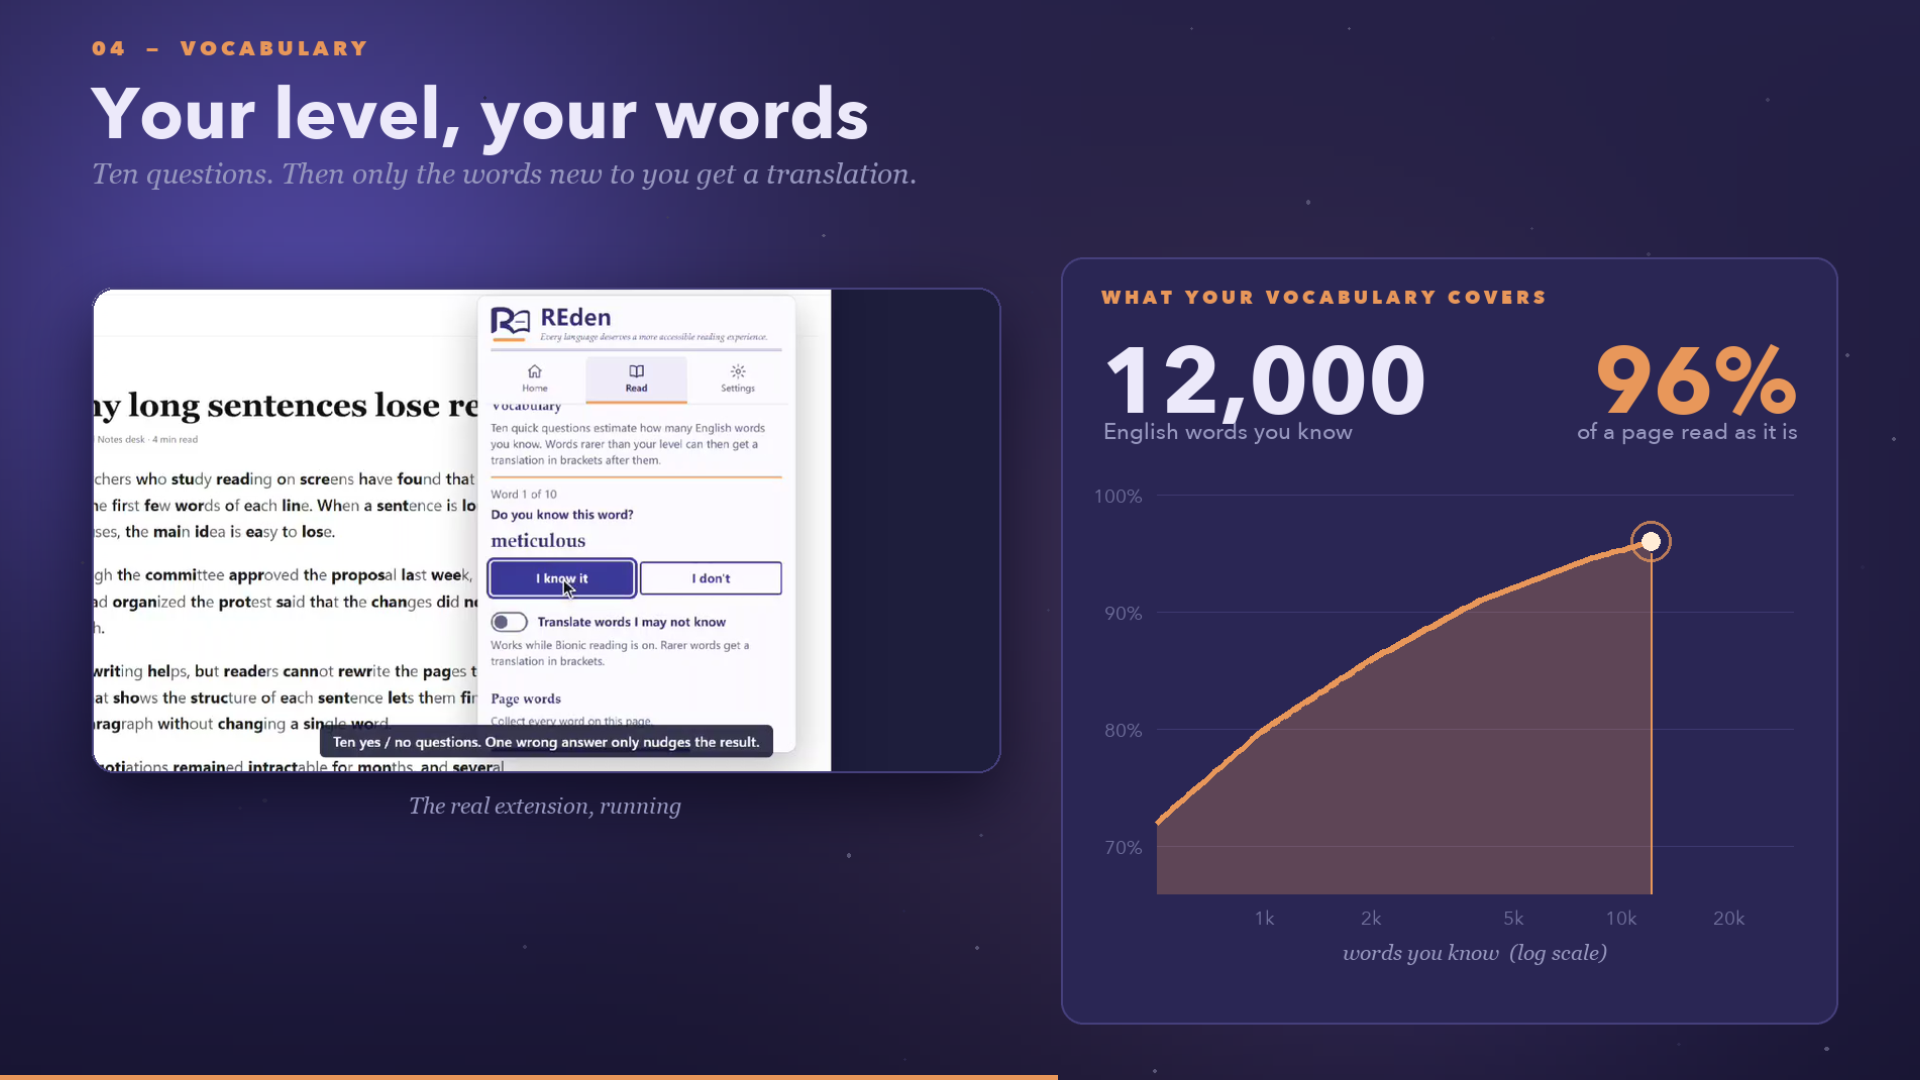 04 – VOCABULARY
Your level, your words
Ten questions. Then only the words new to you get a translation.
REden
Every language deserves a more accessible reading experience.
Home
Read
Settings
Vocabulary
Ten quick questions estimate how many English words
you know. Words rarer than your level can then get a
translation in brackets after them.
Word 1 of 10
Do you know this word?
meticulous
I know it
I don't
Translate words I may not know
Works while Bionic reading is on. Rarer words get a
translation in brackets.
Page words
Collect every word on this page.
long sentences lose
Notes desk · 4 min read
who study reading on screens have found that
first few words of each line. When a sentence is
the main idea is easy to lose.
the committee approved the proposal last week,
organized the protest said that the changes did
writing helps, but readers cannot rewrite the pages
shows the structure of each sentence lets them
without changing a single word.
remained intractable for months, and several
Ten yes / no questions. One wrong answer only nudges the result.
The real extension, running
WHAT YOUR VOCABULARY COVERS
12,000
English words you know
96%
of a page read as it is
100%
90%
80%
70%
1k 2k 5k 10k 20k
words you know (log scale)